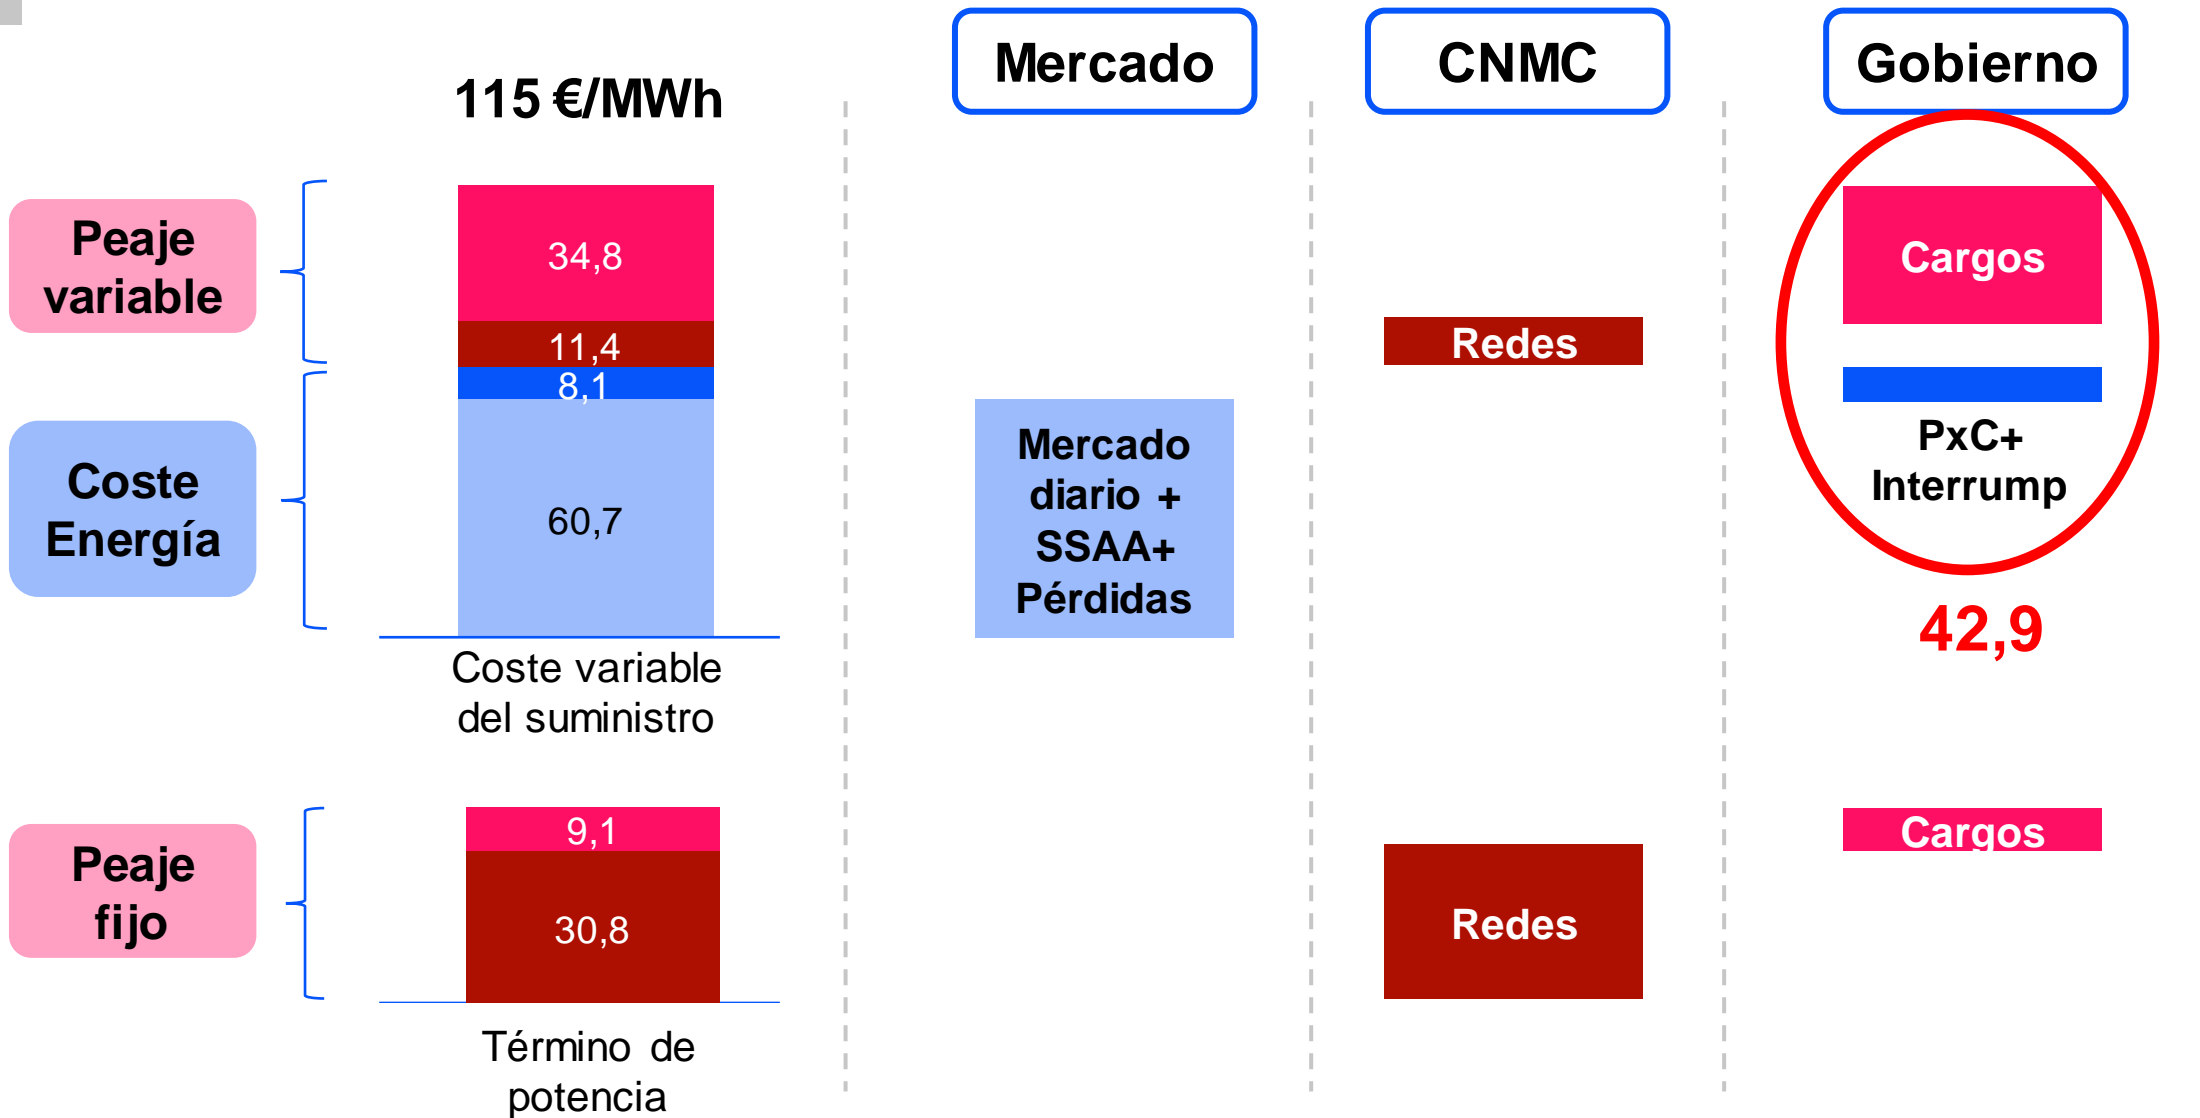 Mercado
CNMC
Gobierno
115 €/MWh
Peaje
variable
34,8
11,4
8,1
60,7
Coste
Energía
Coste variable
del suministro
Mercado
diario +
SSAA+
Pérdidas
Redes
Cargos
PxC+
Interrump
42,9
Peaje
fijo
9,1
30,8
Término de
potencia
Redes
Cargos